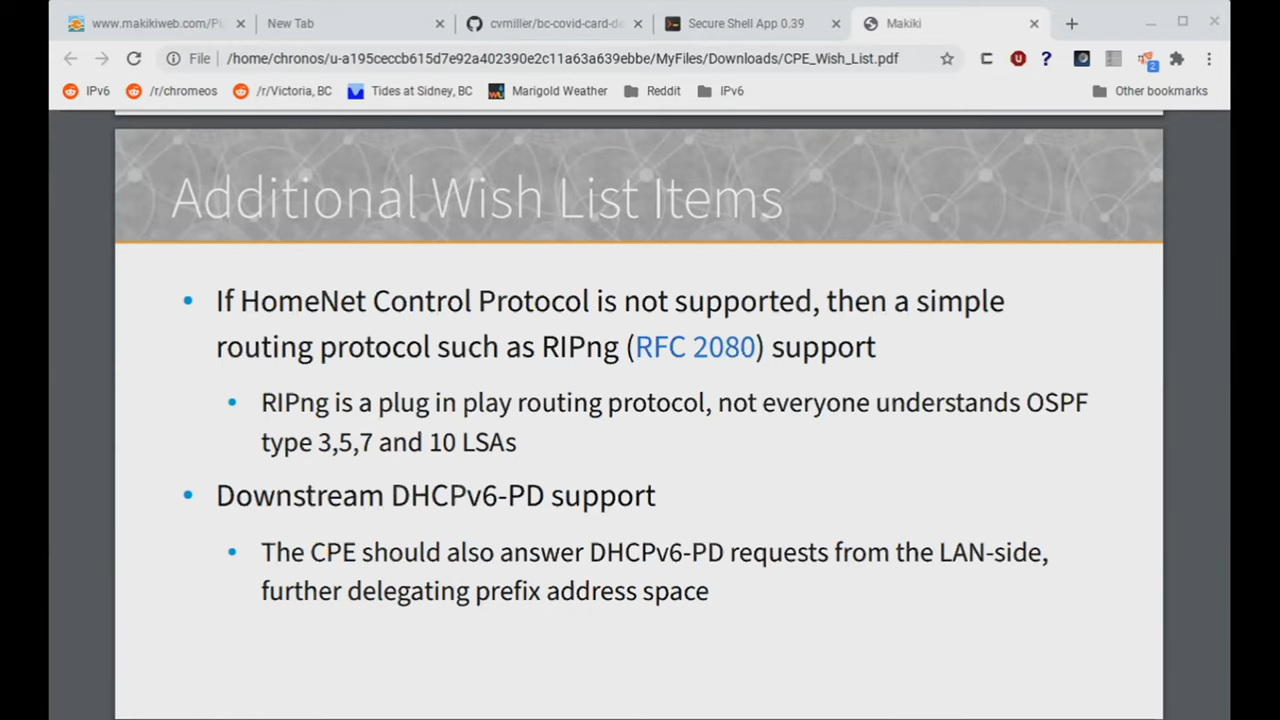 www.makikiweb.com/Pi
New Tab
cvmiller/bc-covid-card-de
Secure Shell App 0.39
Makiki
File
/home/chronos/u-a195cccb615d7e92a402390e2c11a63a639ebbe/MyFiles/Downloads/CPE_Wish_List.pdf
2
IPv6
/r/chromeos
/r/Victoria, BC
Tides at Sidney, BC
Marigold Weather
Reddit
IPv6
Other bookmarks
Additional Wish List Items
• If HomeNet Control Protocol is not supported, then a simple
routing protocol such as RIPng (RFC 2080) support
• RIPng is a plug in play routing protocol, not everyone understands OSPF
type 3,5,7 and 10 LSAs
• Downstream DHCPv6-PD support
• The CPE should also answer DHCPv6-PD requests from the LAN-side,
further delegating prefix address space